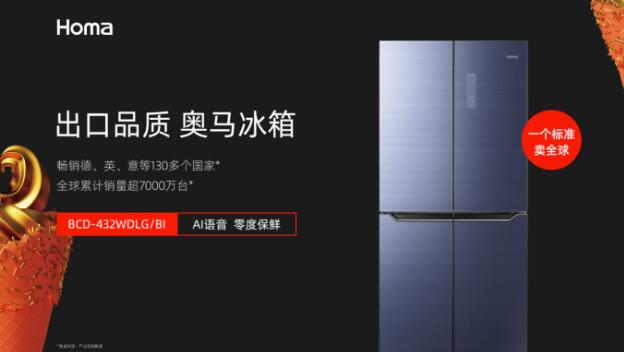 Homa
出口品质 奥马冰箱
畅销德、英、意等130多个国家*
全球累计销量超7000万台*
BCD-432WDLG/BI
AI语音 零度保鲜
Homa
一个标准
卖全球